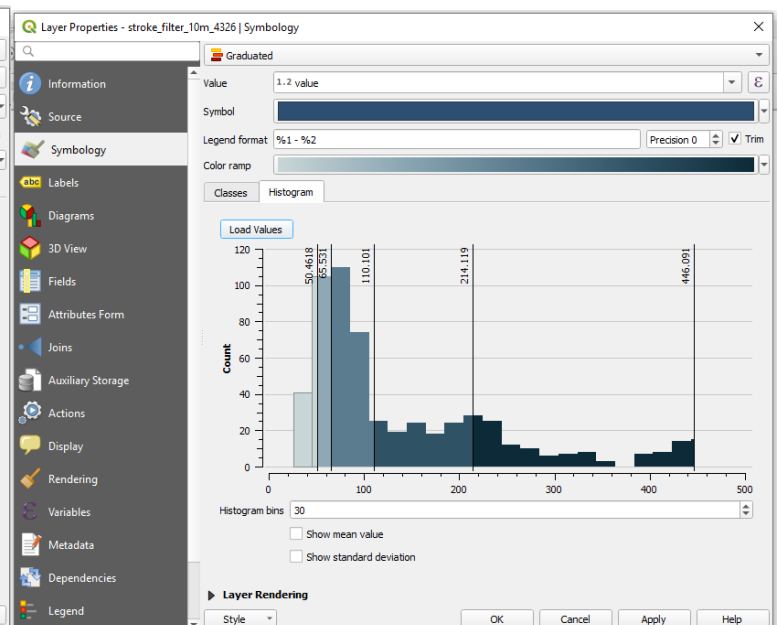 Layer Properties - stroke_filter_10m_4326 | Symbology
Information
Source
Symbology
abc Labels
Diagrams
3D View
Fields
Attributes Form
Joins
Auxiliary Storage
Actions
Display
Rendering
Variables
Metadata
Dependencies
Legend
Graduated
Value 1.2 value ε
Symbol
Legend format %1 - %2 Precision 0 Trim
Color ramp
Classes Histogram
Load Values
50.4618 65.531 110.101 214.119 446.091
120
100
80
60
40
20
0
Count
0 100 200 300 400 500
Histogram bins 30
Show mean value
Show standard deviation
Layer Rendering
Style OK Cancel Apply Help